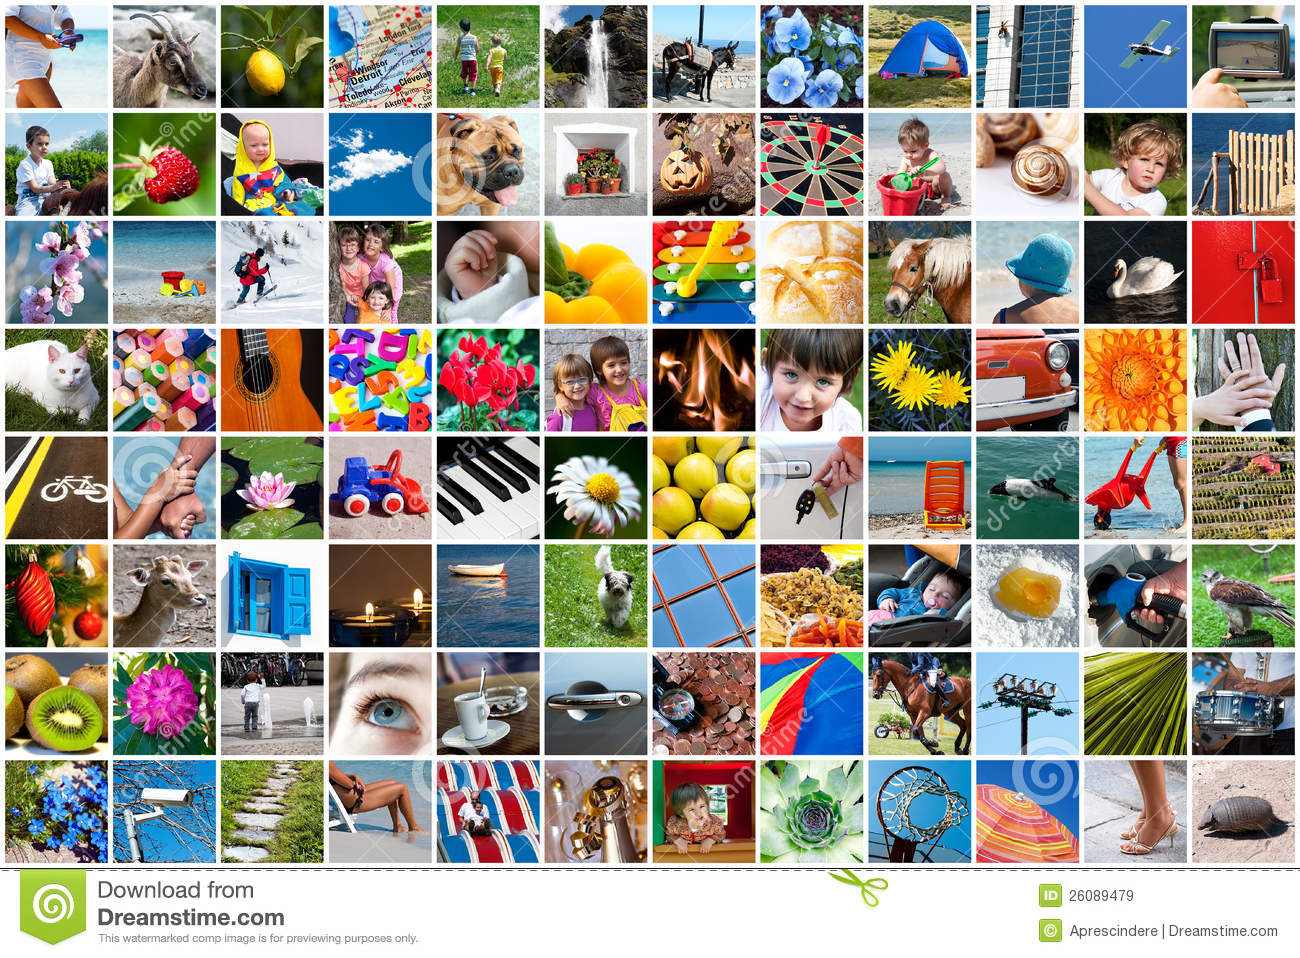 London
Windsor
Detroit
Lake Erie
Toledo
Cleveland
Akron
Download from
Dreamstime.com
This watermarked comp image is for previewing purposes only.
ID 26089479
© Aprescindere | Dreamstime.com